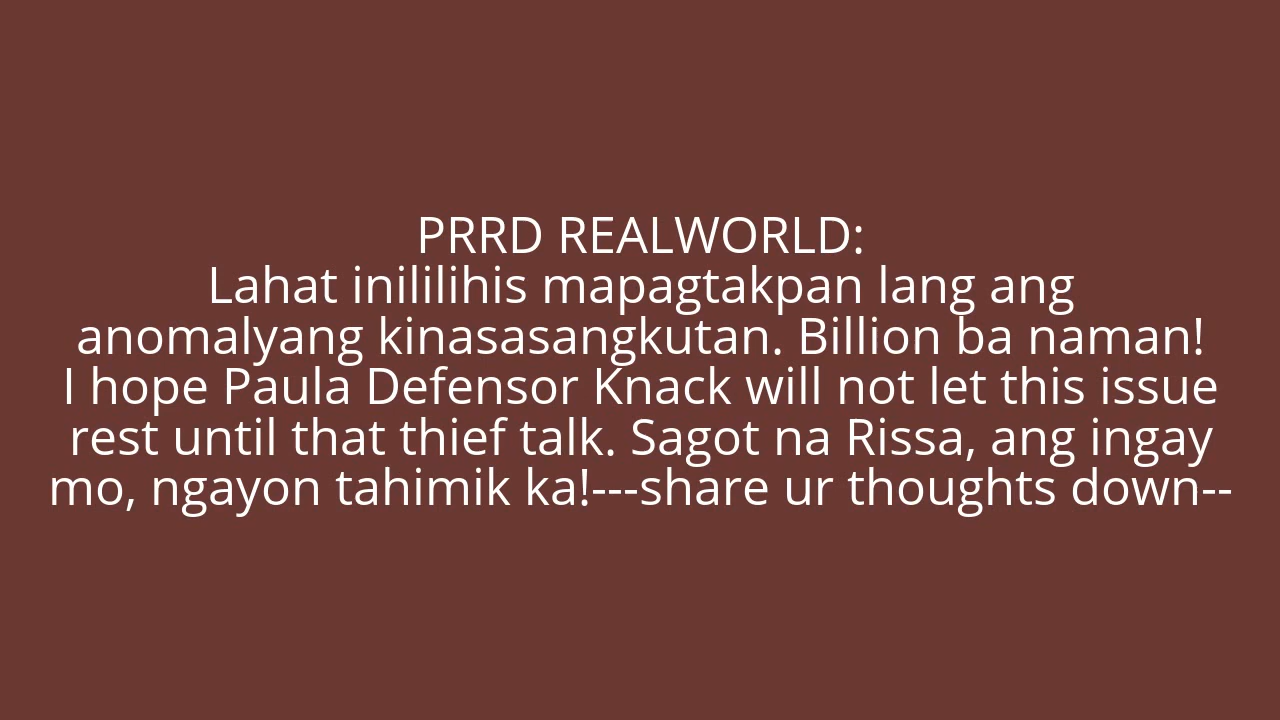 PRRD REALWORLD:
Lahat inililihis mapagtakpan lang ang
anomalyang kinasasangkutan. Billion ba naman!
I hope Paula Defensor Knack will not let this issue
rest until that thief talk. Sagot na Rissa, ang ingay
mo, ngayon tahimik ka!---share ur thoughts down--